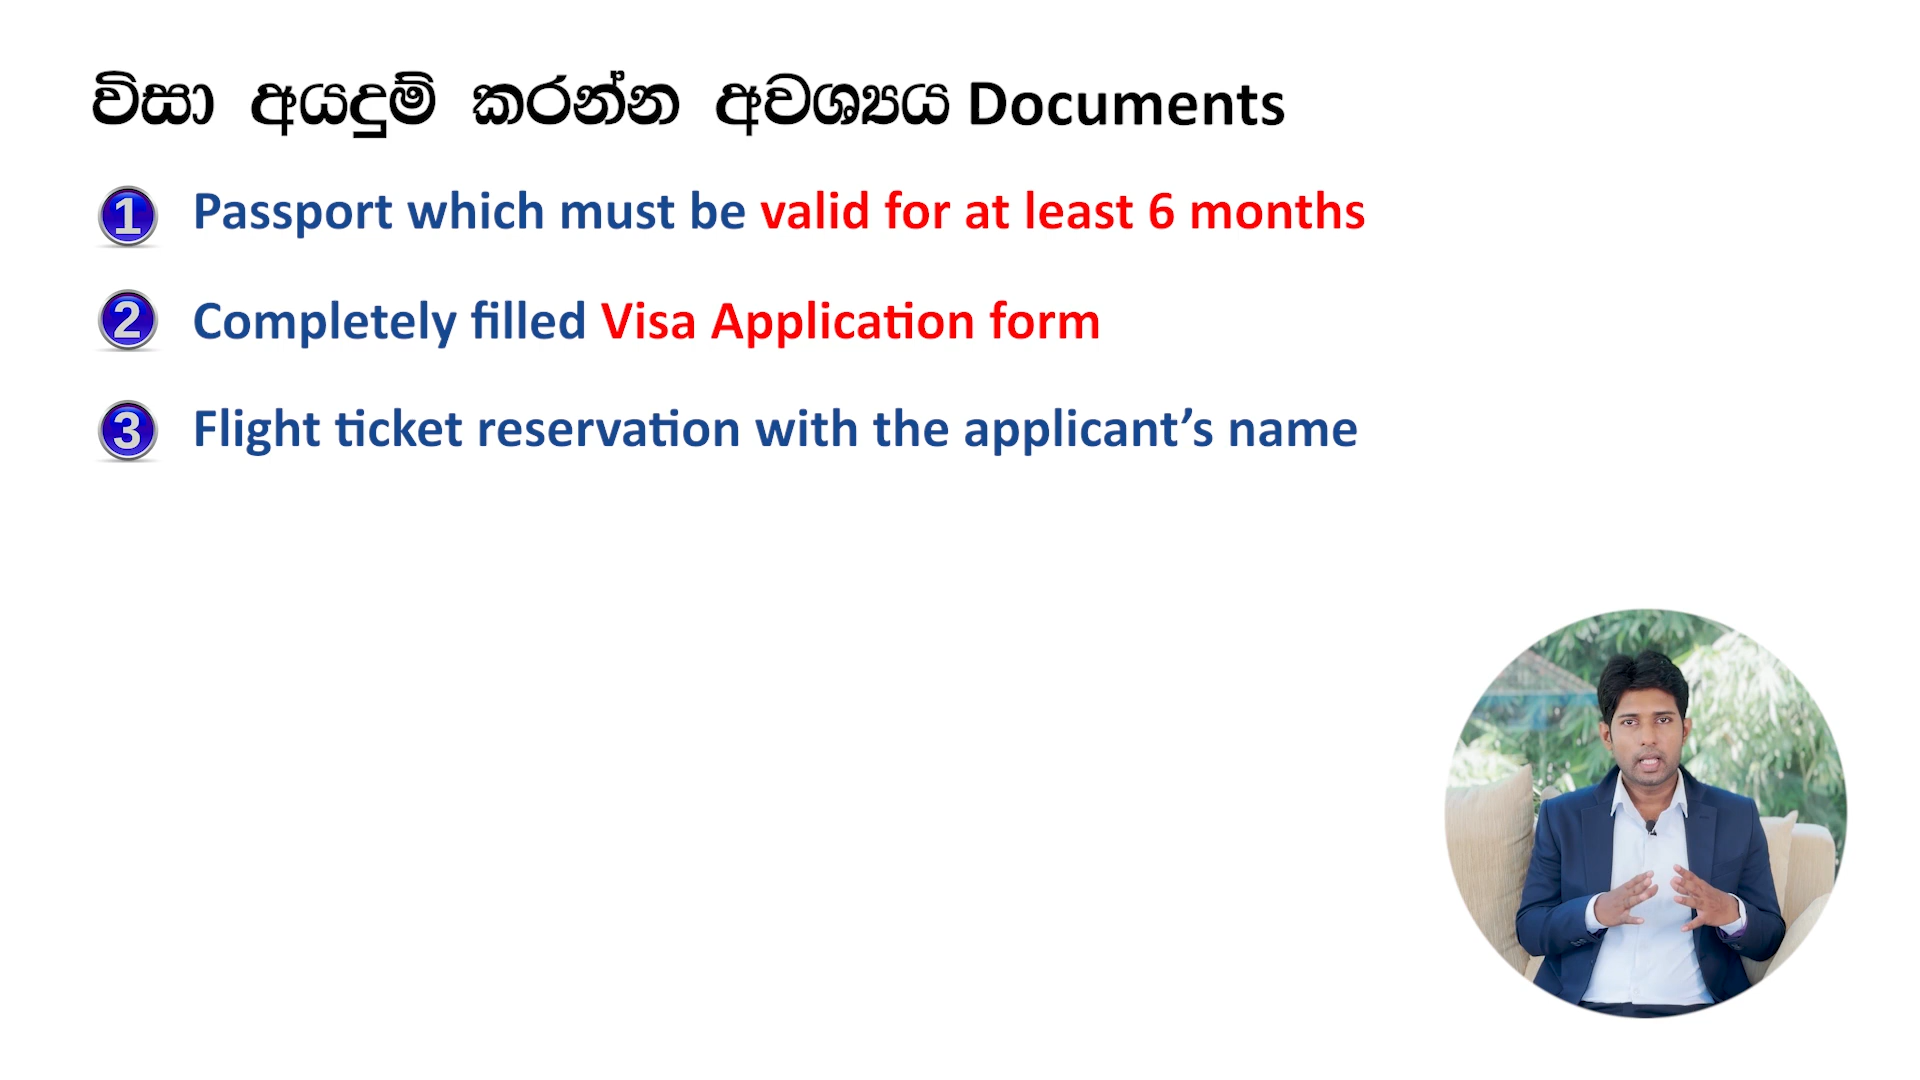 විසා අයදුම් කරන්න අවශ්‍යය Documents
1 Passport which must be valid for at least 6 months
2 Completely filled Visa Application form
3 Flight ticket reservation with the applicant’s name